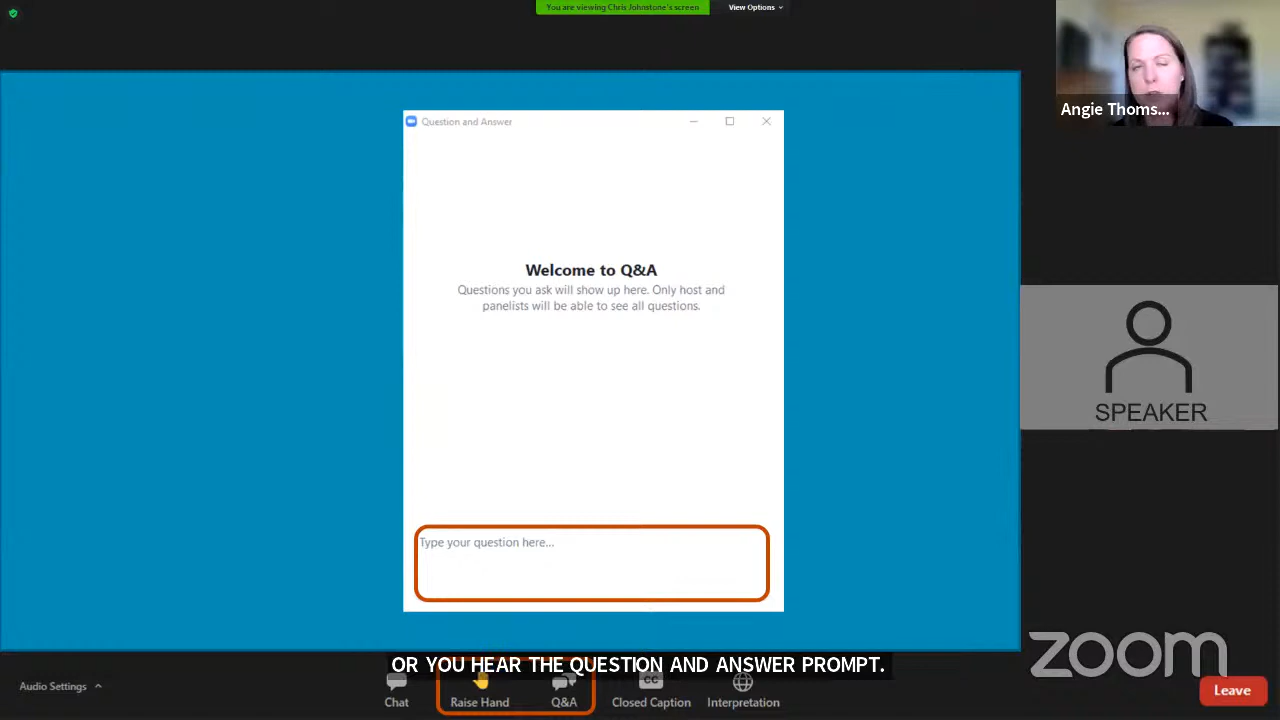 You are viewing Chris Johnstone's screen
View Options
Angie Thoms...
Question and Answer
Welcome to Q&A
Questions you ask will show up here. Only host and
panelists will be able to see all questions.
SPEAKER
Type your question here...
OR YOU HEAR THE QUESTION AND ANSWER PROMPT.
zoom
Audio Settings
Chat
Raise Hand
Q&A
CC
Closed Caption
Interpretation
Leave